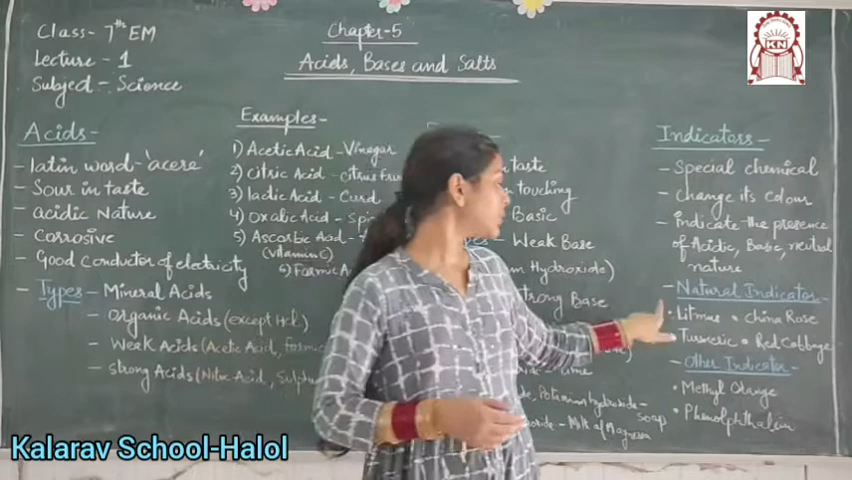 Class- 7th EM
Lecture - 1
Subject - Science
Chapter-5
Acids, Bases and Salts
KN
Acids-
- latin word- 'acere'
- Sour in taste
- acidic Nature
- Corrosive
- Good Conductor of electricity
- Types - Mineral Acids
- Organic Acids (except Hcl)
- Weak Acids (Acetic Acid, formic
- strong Acids (Nitric Acid, Sulphu
Examples-
1) Acetic Acid - Vinegar
2) Citric Acid - Citrus Fru
3) lactic Acid - Curd
4) Oxalic Acid - Spi
5) Ascorbic Acid -
(Vitamin C)
6) Formic A
taste
touching
Basic
- Weak Base
Hydroxide)
trong Base
Potassium hydroxide-
Soap
oxide - Milk of Magnesia
Indicators -
- Special chemical
- Change its Colour
- Indicate the presence
of Acidic, Basic, neutral
nature
- Natural Indicators-
• Litmus • China Rose
• Turmeric • Red Cabbage
- Other Indicator
• Methyl Orange
• Phenolphthalein
Kalarav School-Halol